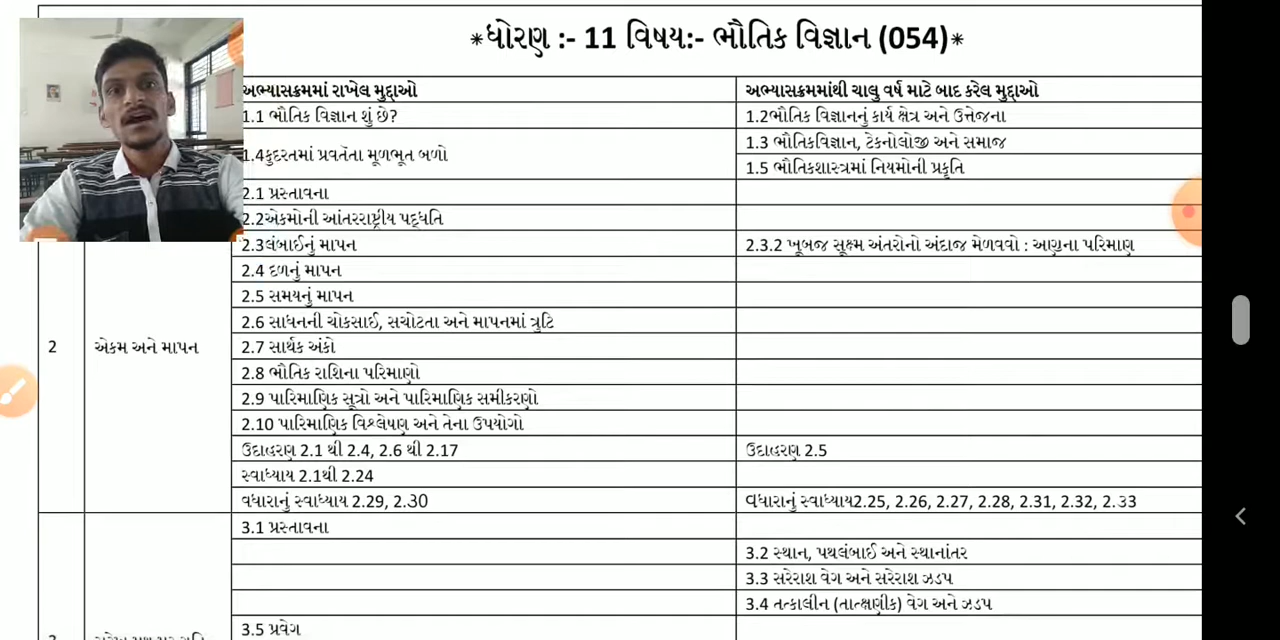 *ધોરણ :- 11 વિષય:- ભૌતિક વિજ્ઞાન (054)*
અભ્યાસક્રમમાં રાખેલ મુદ્દાઓ અભ્યાસક્રમમાંથી ચાલુ વર્ષ માટે બાદ કરેલ મુદ્દાઓ
1.1 ભૌતિક વિજ્ઞાન શું છે? 1.2ભૌતિક વિજ્ઞાનનું કાર્ય ક્ષેત્ર અને ઉત્તેજના
1.4કુદરતમાં પ્રવર્તતા મૂળભૂત બળો 1.3 ભૌતિકવિજ્ઞાન, ટેકનોલોજી અને સમાજ
1.5 ભૌતિકશાસ્ત્રમાં નિયમોની પ્રકૃતિ
2.1 પ્રસ્તાવના
2.2એકમોની આંતરરાષ્ટ્રીય પદ્ધતિ
2.3લંબાઈનું માપન 2.3.2 ખૂબજ સૂક્ષ્મ અંતરોનો અંદાજ મેળવવો : આણુના પરિમાણ
2.4 દળનું માપન
2.5 સમયનું માપન
2.6 સાધનની ચોકસાઈ, સચોટતા અને માપનમાં ત્રુટિ
2 એકમ અને માપન 2.7 સાર્થક અંકો
2.8 ભૌતિક રાશિના પરિમાણો
2.9 પારિમાણિક સૂત્રો અને પારિમાણિક સમીકરણો
2.10 પારિમાણિક વિશ્લેષણ અને તેના ઉપયોગો
ઉદાહરણ 2.1 થી 2.4, 2.6 થી 2.17 ઉદાહરણ 2.5
સ્વાધ્યાય 2.1થી 2.24
વધારાનું સ્વાધ્યાય 2.29, 2.30 વધારાનું સ્વાધ્યાય2.25, 2.26, 2.27, 2.28, 2.31, 2.32, 2.33
3.1 પ્રસ્તાવના
3.2 સ્થાન, પથલંબાઈ અને સ્થાનાંતર
3.3 સરેરાશ વેગ અને સરેરાશ ઝડપ
3.4 તત્કાલીન (તાત્ક્ષણીક) વેગ અને ઝડપ
3.5 પ્રવેગ